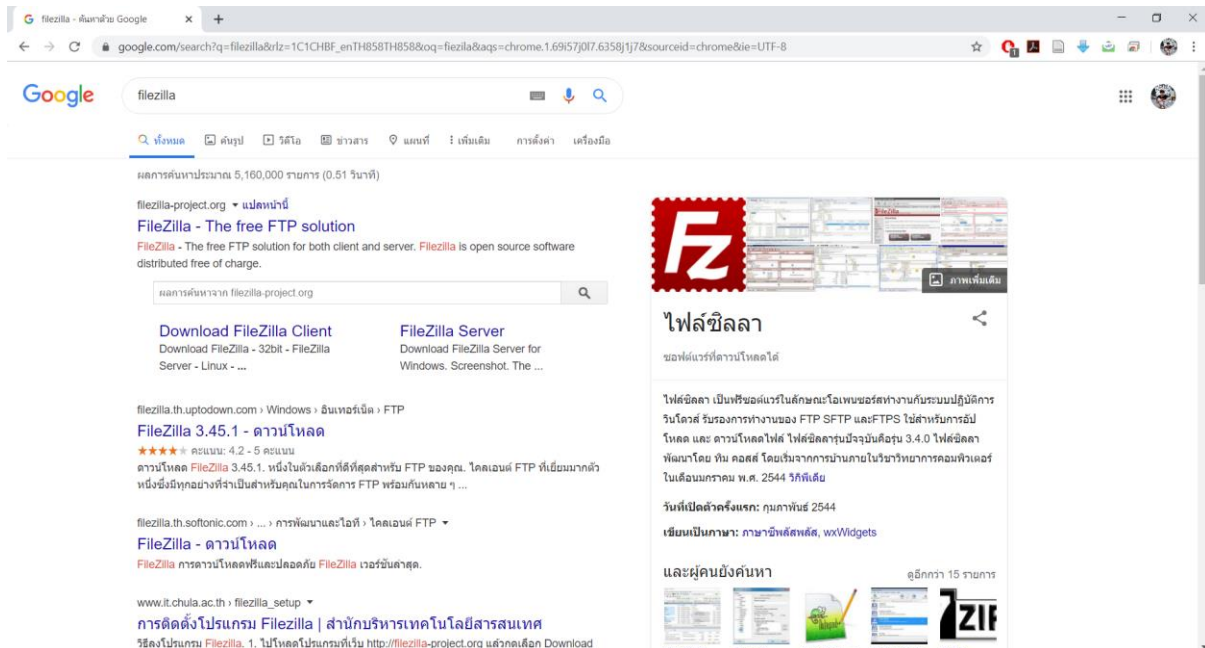 filezilla - ค้นหาด้วย Google
google.com/search?q=filezilla&rlz=1C1CHBF_enTH858TH858&oq=fiezila&aqs=chrome.1.69i57j0l7.6358j1j7&sourceid=chrome&ie=UTF-8
Google
filezilla
ทั้งหมด ค้นรูป วิดีโอ ข่าวสาร แผนที่ เพิ่มเติม การตั้งค่า เครื่องมือ
ผลการค้นหาประมาณ 5,160,000 รายการ (0.51 วินาที)
filezilla-project.org ▾ แปลหน้านี้
FileZilla - The free FTP solution
FileZilla - The free FTP solution for both client and server. Filezilla is open source software
distributed free of charge.
ผลการค้นหาจาก filezilla-project.org
Download FileZilla Client
Download FileZilla - 32bit - FileZilla
Server - Linux - ...
FileZilla Server
Download FileZilla Server for
Windows. Screenshot. The ...
filezilla.th.uptodown.com › Windows › อินเทอร์เน็ต › FTP
FileZilla 3.45.1 - ดาวน์โหลด
คะแนน: 4.2 - 5 คะแนน
ดาวน์โหลด FileZilla 3.45.1. หนึ่งในตัวเลือกที่ดีที่สุดสำหรับ FTP ของคุณ. ไคลเอนต์ FTP ที่เยี่ยมมากตัว
หนึ่งซึ่งมีทุกอย่างที่จำเป็นสำหรับคุณในการจัดการ FTP พร้อมกันหลาย ๆ ...
filezilla.th.softonic.com › ... › การพัฒนาและไอที › ไคลเอนต์ FTP ▾
FileZilla - ดาวน์โหลด
FileZilla การดาวน์โหลดฟรีและปลอดภัย FileZilla เวอร์ชันล่าสุด.
www.it.chula.ac.th › filezilla_setup ▾
การติดตั้งโปรแกรม Filezilla | สำนักบริหารเทคโนโลยีสารสนเทศ
วิธีลงโปรแกรม Filezilla. 1. ไปโหลดโปรแกรมที่เว็บ http://filezilla-project.org แล้วกดเลือก Download
Fz
ภาพเพิ่มเติม
ไฟล์ซิลลา
ซอฟต์แวร์ที่ดาวน์โหลดได้
ไฟล์ซิลลา เป็นฟรีซอต์แวร์ในลักษณะโอเพนซอร์สทำงานกับระบบปฏิบัติการ
วินโดวส์ รับรองการทำงานของ FTP SFTP และFTPS ใช้สำหรับการอัป
โหลด และ ดาวน์โหลดไฟล์ ไฟล์ซิลลารุ่นปัจจุบันคือรุ่น 3.4.0 ไฟล์ซิลลา
พัฒนาโดย ทิม คอสส์ โดยเริ่มจากการบ้านภายในวิชาวิทยาการคอมพิวเตอร์
ในเดือนมกราคม พ.ศ. 2544 วิกิพีเดีย
วันที่เปิดตัวครั้งแรก: กุมภาพันธ์ 2544
เขียนเป็นภาษา: ภาษาซีพลัสพลัส, wxWidgets
และผู้คนยังค้นหา
ดูอีกกว่า 15 รายการ